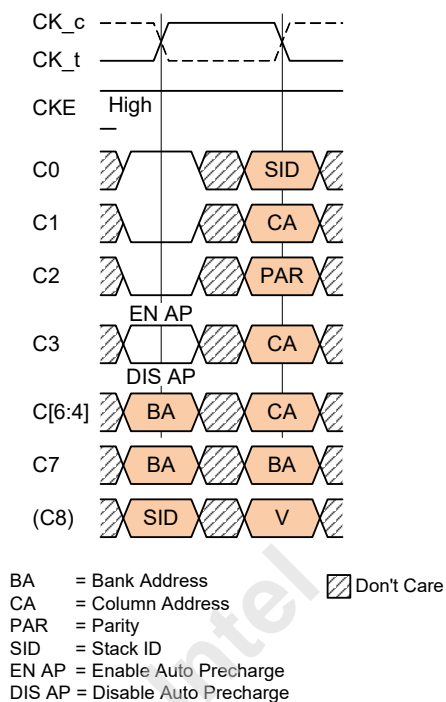 CK_c
CK_t
CKE High
C0 SID
C1 CA
C2 PAR
EN AP
C3 CA
DIS AP
C[6:4] BA CA
C7 BA BA
(C8) SID V
BA = Bank Address
Don't Care
CA = Column Address
PAR = Parity
SID = Stack ID
EN AP = Enable Auto Precharge
DIS AP = Disable Auto Precharge
Intel